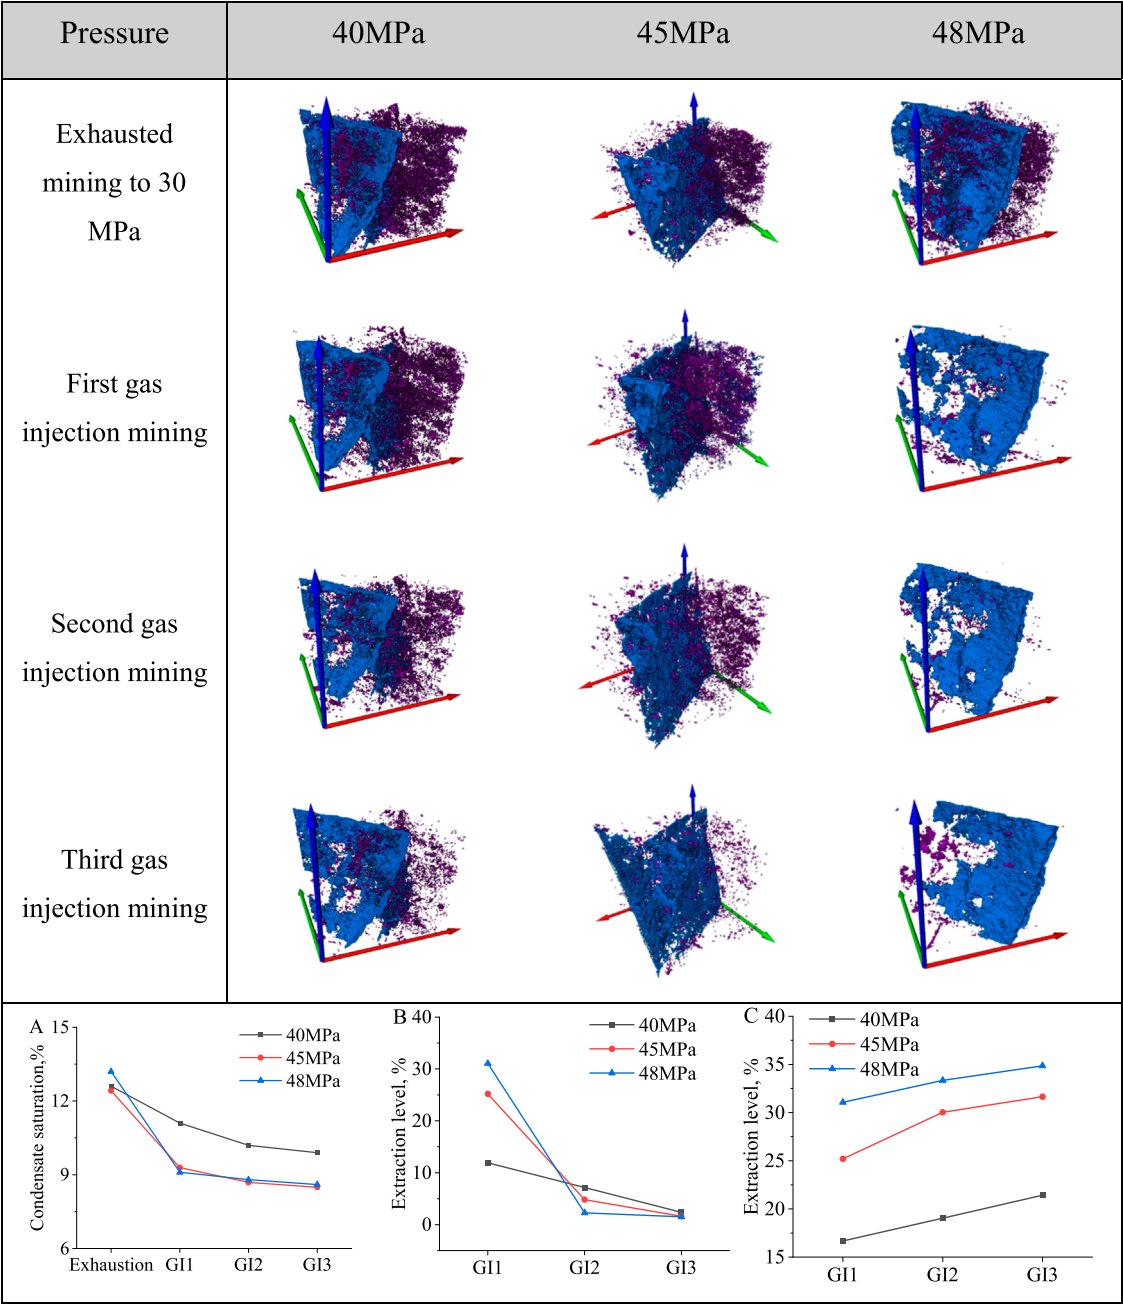 Pressure
40MPa
45MPa
48MPa
Exhausted
mining to 30
MPa
First gas
injection mining
Second gas
injection mining
Third gas
injection mining
A
15
12
9
6
Condensate saturation,%
40MPa
45MPa
48MPa
Exhaustion
GI1
GI2
GI3
B
40
30
20
10
0
Extraction level, %
40MPa
45MPa
48MPa
GI1
GI2
GI3
C
40
35
30
25
20
15
Extraction level, %
40MPa
45MPa
48MPa
GI1
GI2
GI3